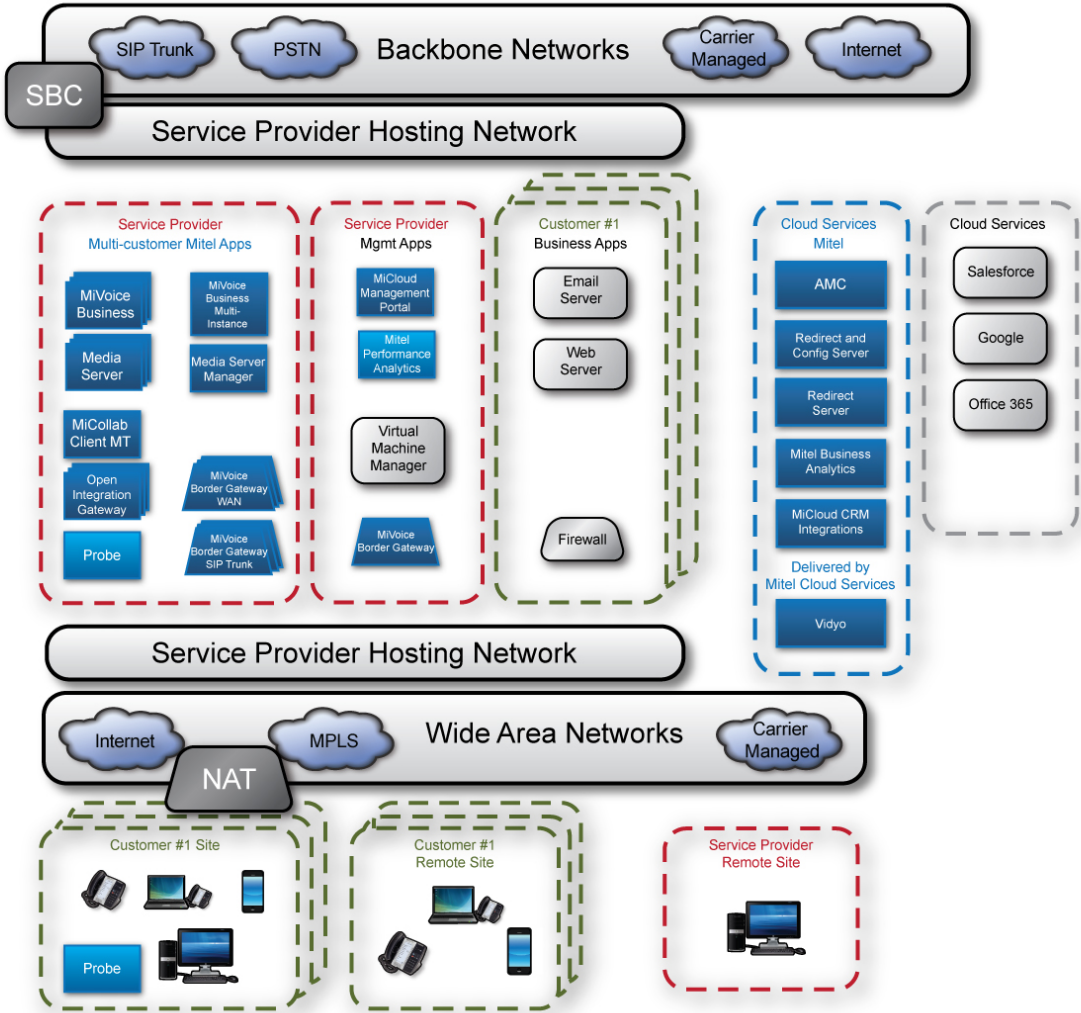 SIP Trunk
PSTN
Backbone Networks
Carrier
Managed
Internet
SBC
Service Provider Hosting Network
Service Provider
Multi-customer Mitel Apps
MiVoice
Business
MiVoice
Business
Multi-
Instance
Media
Server
Media Server
Manager
MiCollab
Client MT
Open
Integration
Gateway
MiVoice
Border Gateway
WAN
Probe
MiVoice
Border Gateway
SIP Trunk
Service Provider
Mgmt Apps
MiCloud
Management
Portal
Mitel
Performance
Analytics
Virtual
Machine
Manager
MiVoice
Border Gateway
Customer #1
Business Apps
Email
Server
Web
Server
Firewall
Cloud Services
Mitel
AMC
Redirect and
Config Server
Redirect
Server
Mitel Business
Analytics
MiCloud CRM
Integrations
Delivered by
Mitel Cloud Services
Vidyo
Cloud Services
Salesforce
Google
Office 365
Service Provider Hosting Network
Internet
MPLS
Wide Area Networks
Carrier
Managed
NAT
Customer #1 Site
Probe
Customer #1
Remote Site
Service Provider
Remote Site